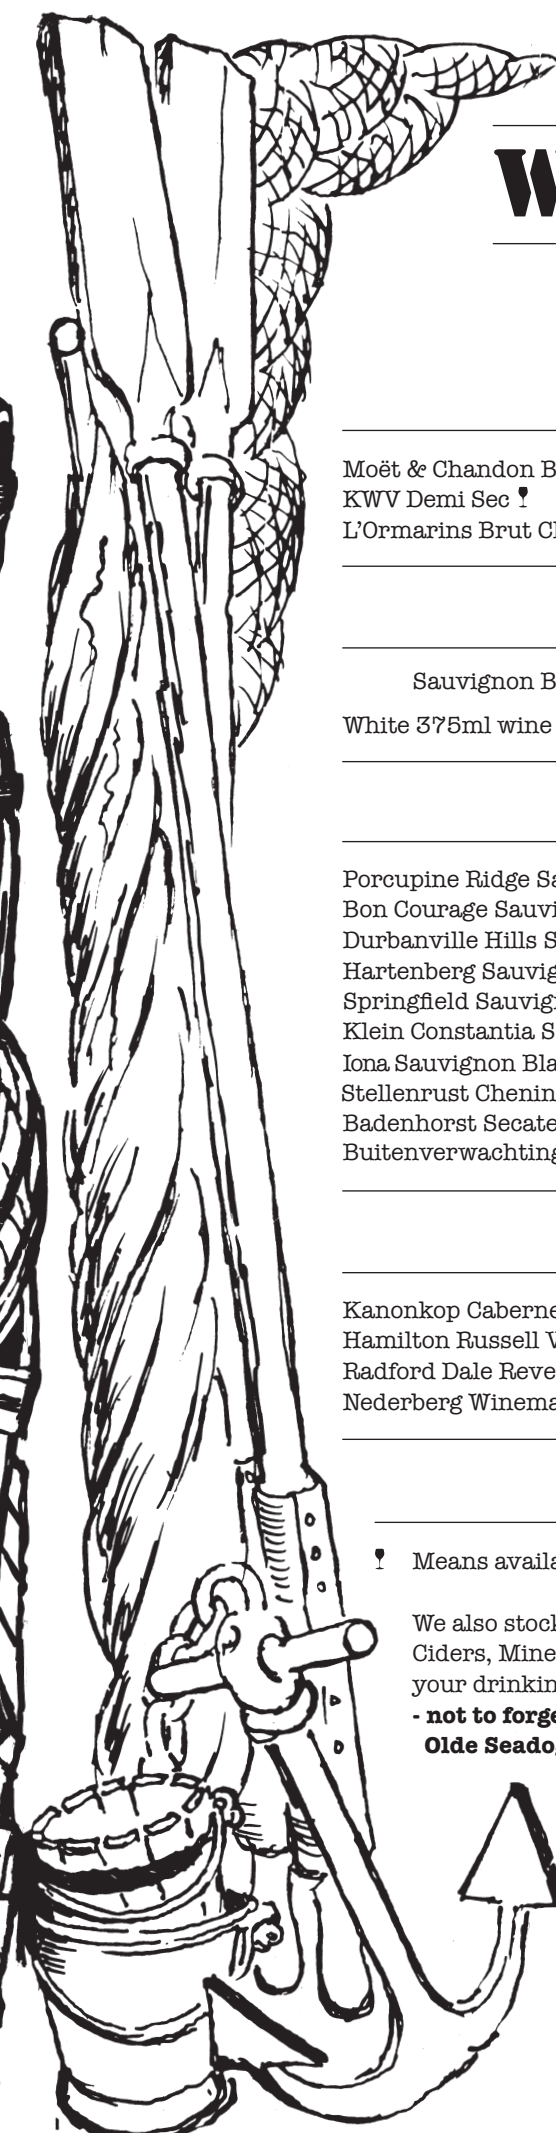 W
Moët & Chandon B
KWV Demi Sec
L'Ormarins Brut Cl
Sauvignon B
White 375ml wine
Porcupine Ridge Sa
Bon Courage Sauvi
Durbanville Hills S
Hartenberg Sauvig
Springfield Sauvig
Klein Constantia S
Iona Sauvignon Bla
Stellenrust Chenin
Badenhorst Secate
Buitenverwachting
Kanonkop Caberne
Hamilton Russell V
Radford Dale Reve
Nederberg Winema
Means availa
We also stock
Ciders, Mine
your drinkin
- not to forge
Olde Seado